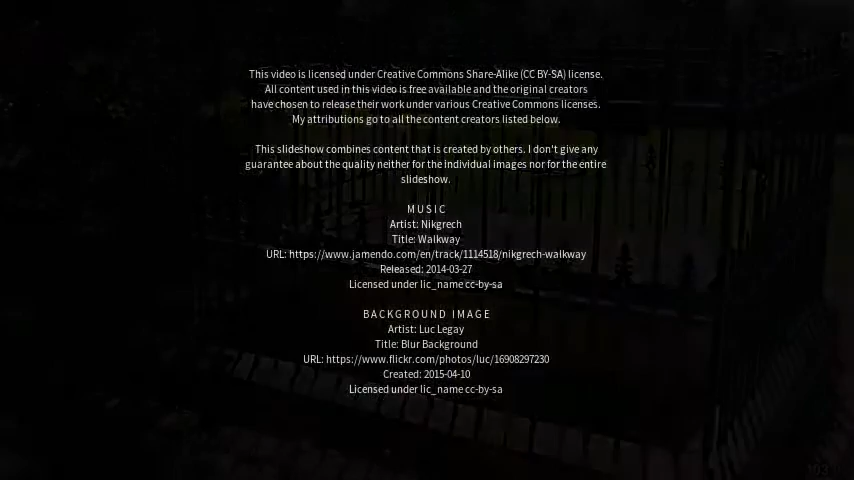 This video is licensed under Creative Commons Share-Alike (CC BY-SA) license.
All content used in this video is free available and the original creators
have chosen to release their work under various Creative Commons licenses.
My attributions go to all the content creators listed below.
This slideshow combines content that is created by others. I don't give any
guarantee about the quality neither for the individual images nor for the entire
slideshow.
MUSIC
Artist: Nikgrech
Title: Walkway
URL: https://www.jamendo.com/en/track/1114518/nikgrech-walkway
Released: 2014-03-27
Licensed under lic_name cc-by-sa
BACKGROUND IMAGE
Artist: Luc Legay
Title: Blur Background
URL: https://www.flickr.com/photos/luc/16908297230
Created: 2015-04-10
Licensed under lic_name cc-by-sa